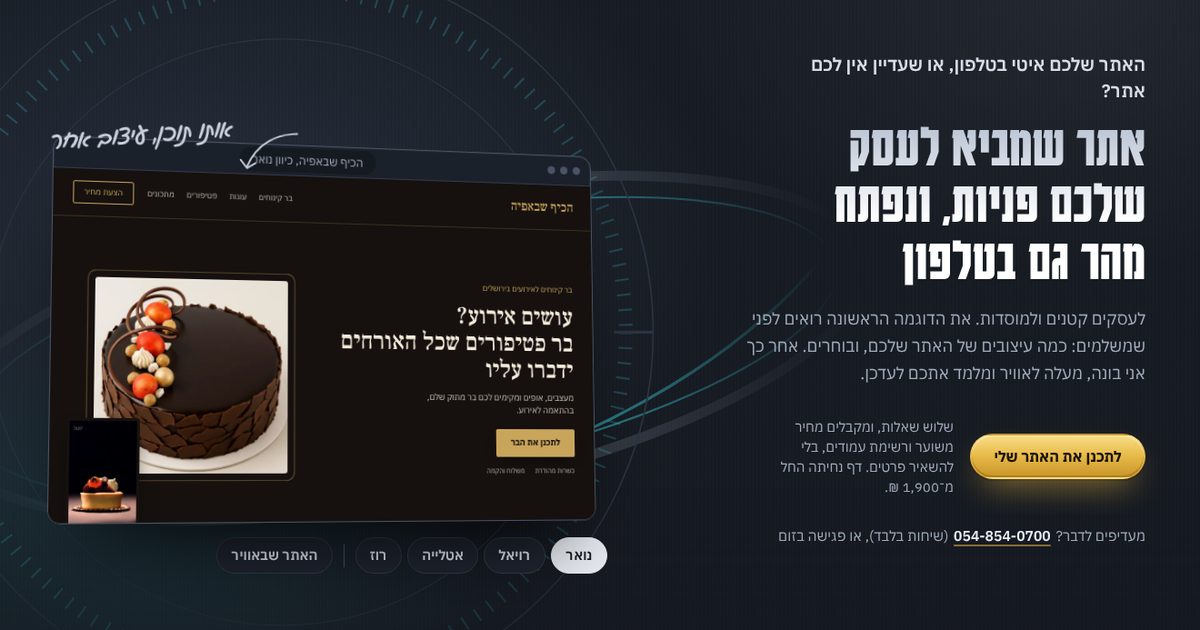 האתר שלכם איטי בטלפון, או שעדיין אין לכם
אתר?
אתר שמביא לעסק
שלכם פניות, ונפתח
מהר גם בטלפון
לעסקים קטנים ולמוסדות. את הדוגמה הראשונה רואים לפני
שמשלמים: כמה עיצובים של האתר שלכם, ובוחרים. אחר כך
אני בונה, מעלה לאוויר ומלמד אתכם לעדכן.
לתכנן את האתר שלי
שלוש שאלות, ומקבלים מחיר
משוער ורשימת עמודים, בלי
להשאיר פרטים. דף נחיתה החל
מ־1,900 ₪.
מעדיפים לדבר? 054-854-0700 (שיחות בלבד), או פגישה בזום
אותו תוכן, עיצוב אחר
הכיף שבאפיה, כיוון נואר
הכיף שבאפיה
בר קינוחים
עוגות
פטיפורים
מתכונים
הצעת מחיר
בר קינוחים לאירועים בירושלים
עושים אירוע?
בר פטיפורים שכל האורחים
ידברו עליו
מעצבים, אופים ומקימים לכם בר מתוק שלם,
בהתאמה לאירוע.
לתכנן את הבר
כשרות מהודרת
משלוח והקמה
נואר
רויאל
אטלייה
רוז
האתר שבאוויר